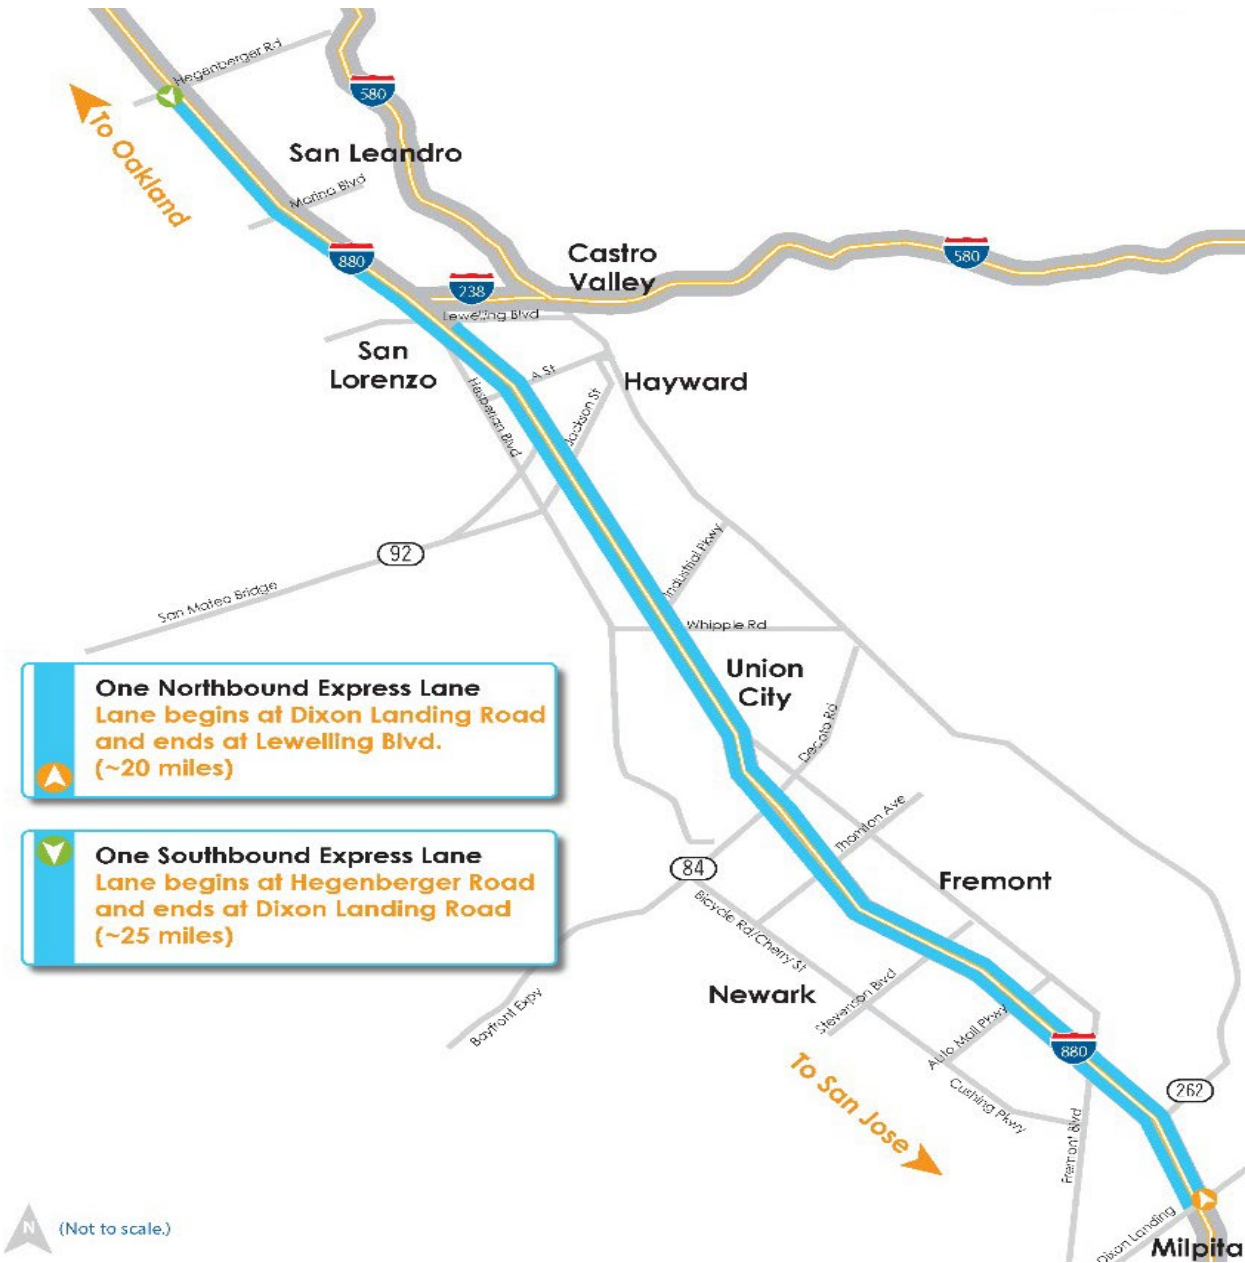 Hegenberger Rd
580
To Oakland
San Leandro
Marina Blvd
880
Castro
Valley
580
238
Lewelling Blvd
San
Lorenzo
A St
Hayward
Hesperian Blvd
Jackson St
92
San Mateo Bridge
Industrial Pkwy
Whipple Rd
Union
City
Decoto Rd
One Northbound Express Lane
Lane begins at Dixon Landing Road
and ends at Lewelling Blvd.
(~20 miles)
One Southbound Express Lane
Lane begins at Hegenberger Road
and ends at Dixon Landing Road
(~25 miles)
Thornton Ave
84
Fremont
Bicycle Rd/Cherry St
Newark
Stevenson Blvd
Bayfront Expy
Auto Mall Pkwy
880
To San Jose
Cushing Pkwy
262
Fremont Blvd
Dixon Landing
Milpita
N
(Not to scale.)